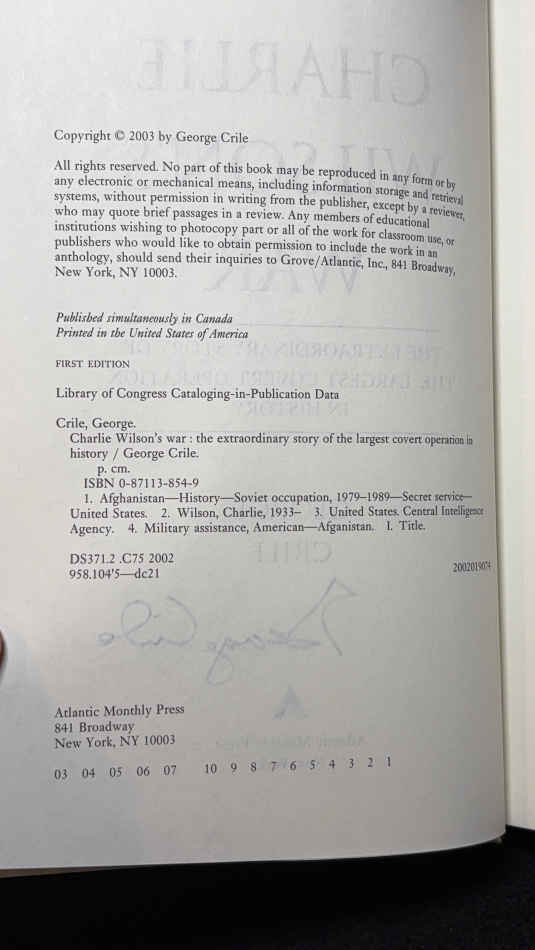 Copyright © 2003 by George Crile
All rights reserved. No part of this book may be reproduced in any form or by
any electronic or mechanical means, including information storage and retrieval
systems, without permission in writing from the publisher, except by a reviewer,
who may quote brief passages in a review. Any members of educational
institutions wishing to photocopy part or all of the work for classroom use, or
publishers who would like to obtain permission to include the work in an
anthology, should send their inquiries to Grove/Atlantic, Inc., 841 Broadway,
New York, NY 10003.
Published simultaneously in Canada
Printed in the United States of America
FIRST EDITION
Library of Congress Cataloging-in-Publication Data
Crile, George.
Charlie Wilson's war : the extraordinary story of the largest covert operation in
history / George Crile.
p. cm.
ISBN 0-87113-854-9
1. Afghanistan—History—Soviet occupation, 1979–1989—Secret service—
United States. 2. Wilson, Charlie, 1933– 3. United States. Central Intelligence
Agency. 4. Military assistance, American—Afganistan. I. Title.
DS371.2 .C75 2002
958.104'5—dc21
2002019074
Atlantic Monthly Press
841 Broadway
New York, NY 10003
03 04 05 06 07 10 9 8 7 6 5 4 3 2 1